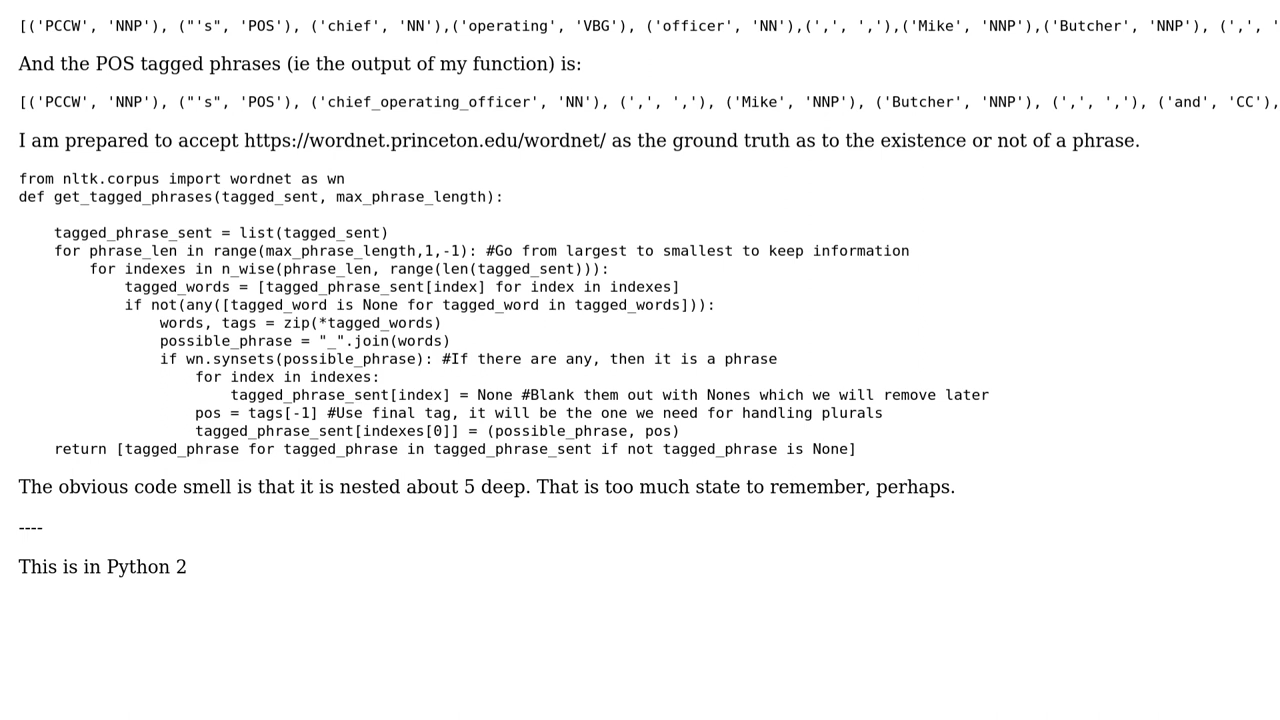 [('PCCW', 'NNP'), ("'s", 'POS'), ('chief', 'NN'),('operating', 'VBG'), ('officer', 'NN'),(',', ','),('Mike', 'NNP'),('Butcher', 'NNP'), (',', '
And the POS tagged phrases (ie the output of my function) is:
[('PCCW', 'NNP'), ("'s", 'POS'), ('chief_operating_officer', 'NN'), (',', ','), ('Mike', 'NNP'), ('Butcher', 'NNP'), (',', ','), ('and', 'CC'),
I am prepared to accept https://wordnet.princeton.edu/wordnet/ as the ground truth as to the existence or not of a phrase.
from nltk.corpus import wordnet as wn
def get_tagged_phrases(tagged_sent, max_phrase_length):
    tagged_phrase_sent = list(tagged_sent)
    for phrase_len in range(max_phrase_length,1,-1): #Go from largest to smallest to keep information
        for indexes in n_wise(phrase_len, range(len(tagged_sent))):
            tagged_words = [tagged_phrase_sent[index] for index in indexes]
            if not(any([tagged_word is None for tagged_word in tagged_words])):
                words, tags = zip(*tagged_words)
                possible_phrase = "_".join(words)
                if wn.synsets(possible_phrase): #If there are any, then it is a phrase
                    for index in indexes:
                        tagged_phrase_sent[index] = None #Blank them out with Nones which we will remove later
                    pos = tags[-1] #Use final tag, it will be the one we need for handling plurals
                    tagged_phrase_sent[indexes[0]] = (possible_phrase, pos)
    return [tagged_phrase for tagged_phrase in tagged_phrase_sent if not tagged_phrase is None]
The obvious code smell is that it is nested about 5 deep. That is too much state to remember, perhaps.
----
This is in Python 2